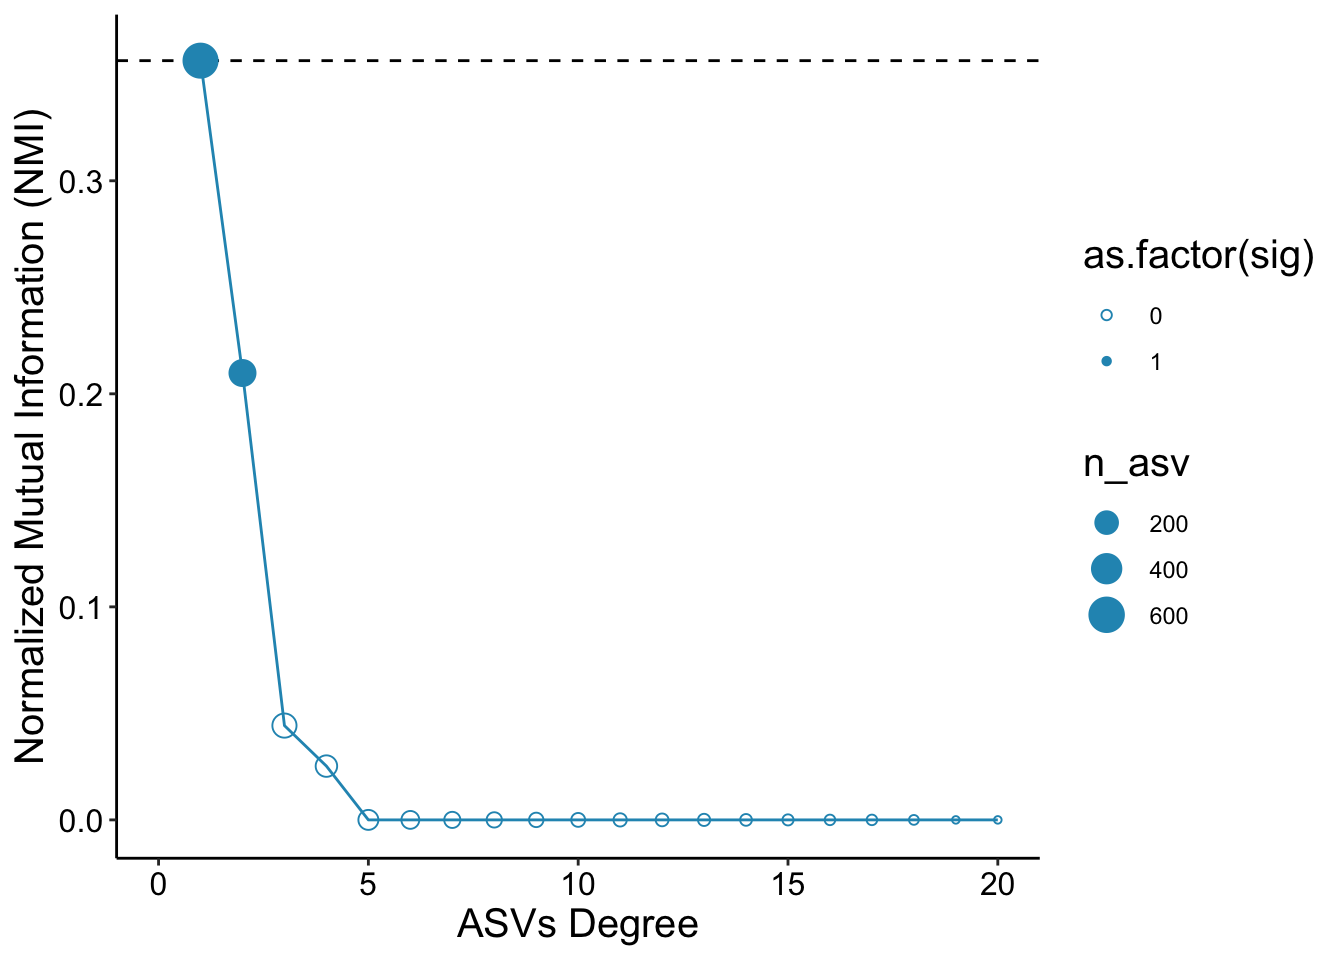 Normalized Mutual Information (NMI)
0.3
0.2
0.1
0.0
0 5 10 15 20
ASVs Degree
as.factor(sig)
0
1
n_asv
200
400
600